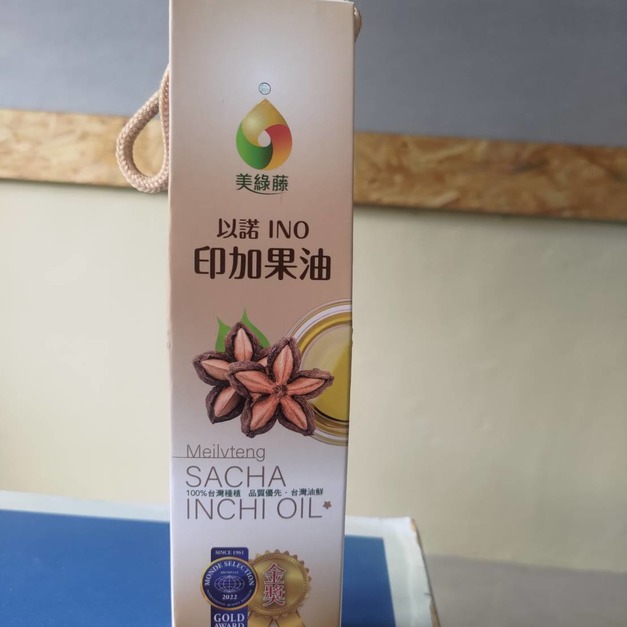 美綠藤
以諾 INO
印加果油
Meilyteng
SACHA
100%台灣種植 品質優先·台灣油鮮
INCHI OIL
SINCE 1961
MONDE SELECTION
2022
GOLD
AWARD
金獎